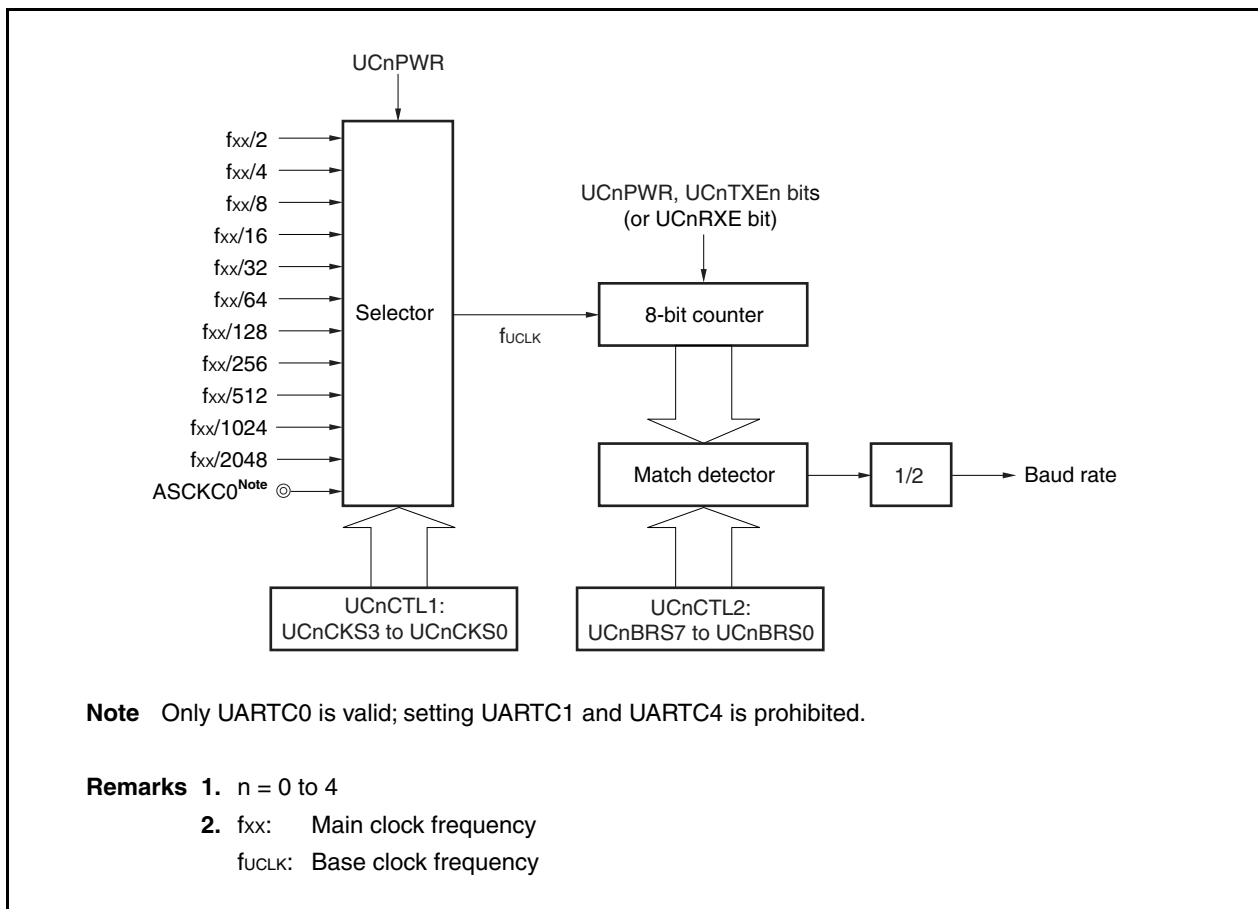 UCnPWR
fxx/2
fxx/4
fxx/8
fxx/16
fxx/32
fxx/64
fxx/128
fxx/256
fxx/512
fxx/1024
fxx/2048
ASCKC0Note
Selector
fUCLK
UCnPWR, UCnTXEn bits
(or UCnRXE bit)
8-bit counter
Match detector
1/2
Baud rate
UCnCTL1:
UCnCKS3 to UCnCKS0
UCnCTL2:
UCnBRS7 to UCnBRS0
Note Only UARTC0 is valid; setting UARTC1 and UARTC4 is prohibited.
Remarks 1. n = 0 to 4
2. fxx: Main clock frequency
fUCLK: Base clock frequency